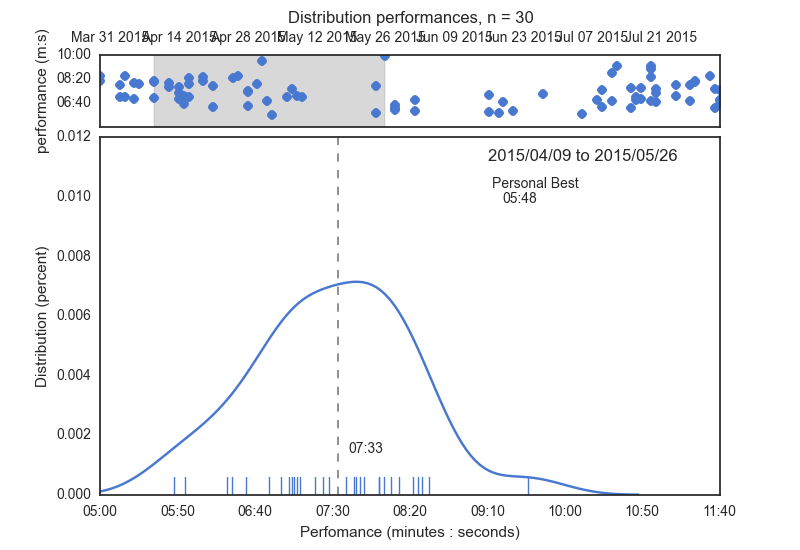 Distribution performances, n = 30
Mar 31 2015 Apr 14 2015 Apr 28 2015 May 12 2015 May 26 2015 Jun 09 2015 Jun 23 2015 Jul 07 2015 Jul 21 2015
performance (m:s)
10:00
08:20
06:40
0.012
0.010
0.008
0.006
0.004
0.002
0.000
Distribution (percent)
2015/04/09 to 2015/05/26
Personal Best
05:48
07:33
05:00 05:50 06:40 07:30 08:20 09:10 10:00 10:50 11:40
Perfomance (minutes : seconds)